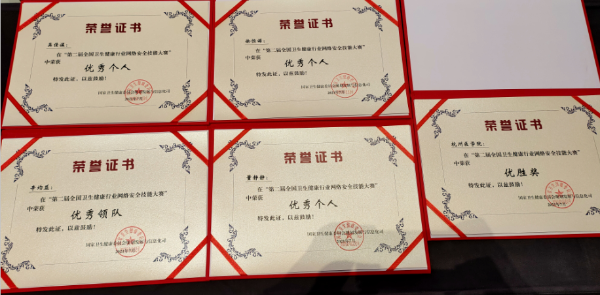 荣誉证书
在“第二届全国卫生健康行业网络安全技能大赛”
中荣获
优秀个人
特发此证，以兹鼓励！
荣誉证书
在“第二届全国卫生健康行业网络安全技能大赛”
中荣获
优秀个人
特发此证，以兹鼓励！
荣誉证书
在“第二届全国卫生健康行业网络安全技能大赛”
中荣获
优秀领队
特发此证，以兹鼓励！
荣誉证书
董静静：
在“第二届全国卫生健康行业网络安全技能大赛”
中荣获
优秀个人
特发此证，以兹鼓励！
荣誉证书
杭州医学院：
在“第二届全国卫生健康行业网络安全技能大赛”
中荣获
优胜奖
特发此证，以兹鼓励！